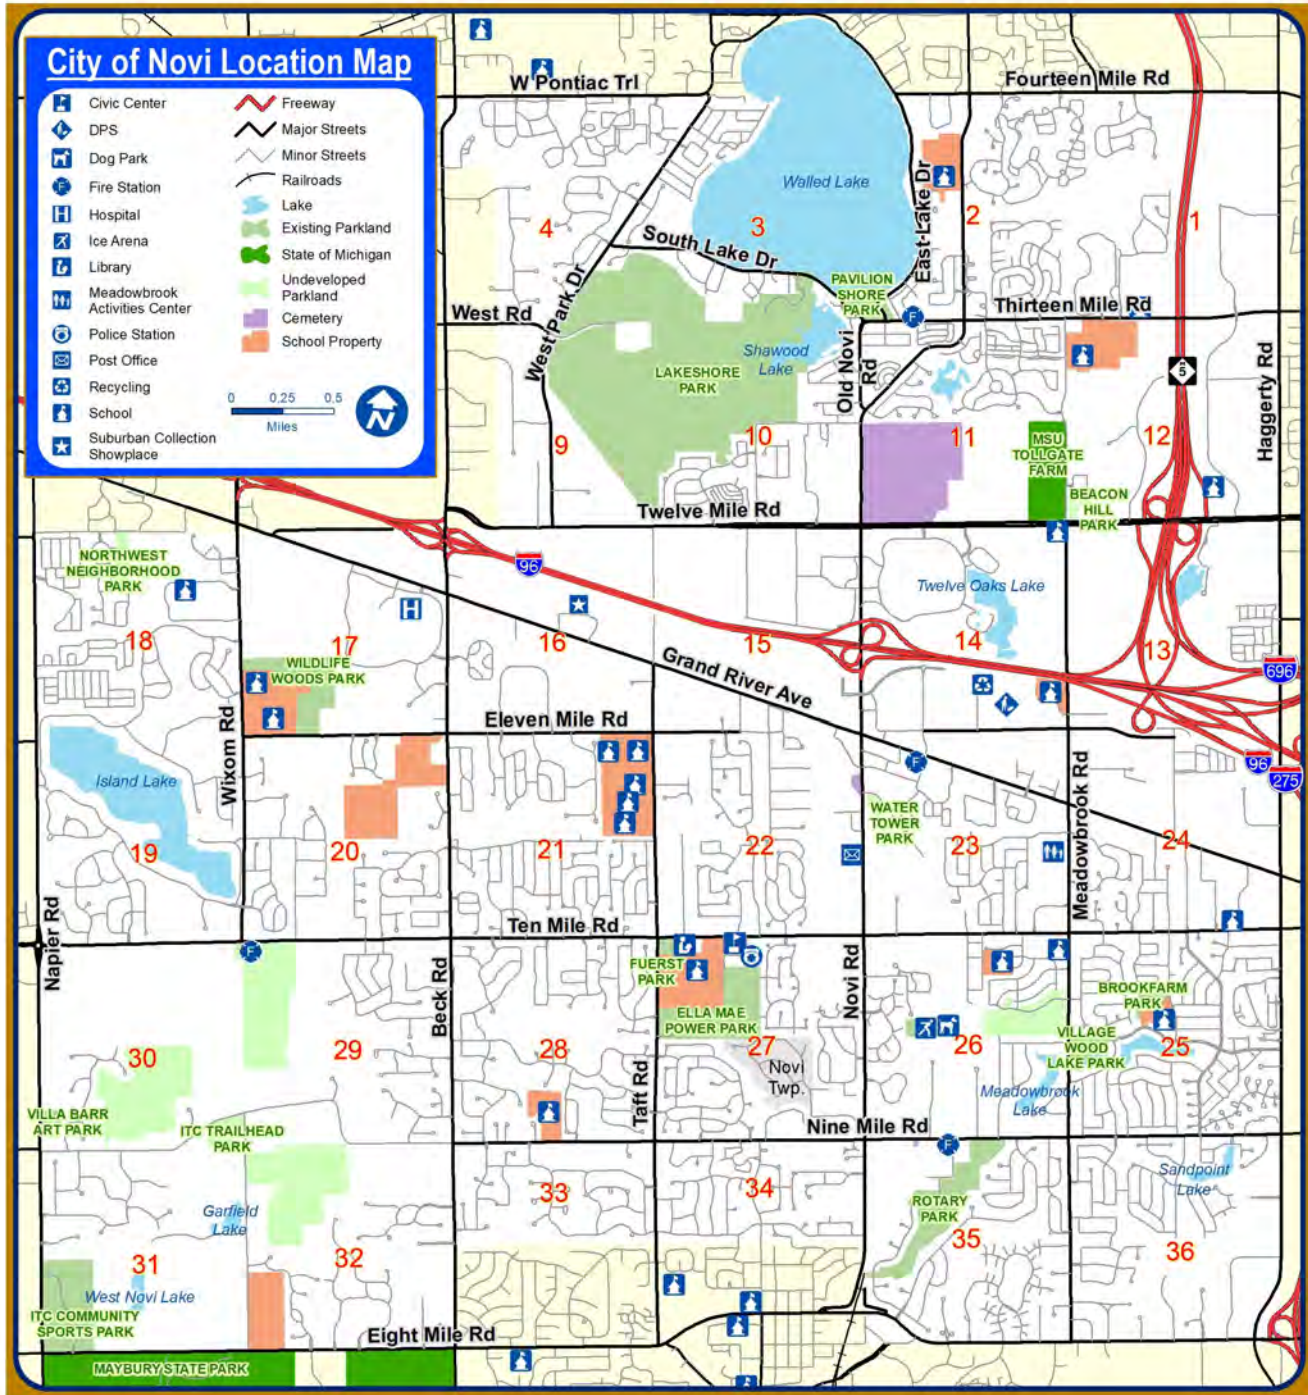 City of Novi Location Map
Civic Center
DPS
Dog Park
Fire Station
Hospital
Ice Arena
Library
Meadowbrook
Activities Center
Police Station
Post Office
Recycling
School
Suburban Collection
Showplace
Freeway
Major Streets
Minor Streets
Railroads
Lake
Existing Parkland
State of Michigan
Undeveloped
Parkland
Cemetery
School Property
0 0.25 0.5
Miles
N
F
H
W Pontiac Trl
Fourteen Mile Rd
Walled Lake
East Lake Dr
4
3
2
1
South Lake Dr
West Park Dr
PAVILION
SHORE
PARK
West Rd
F
Thirteen Mile Rd
Shawood
Lake
LAKESHORE
PARK
Old Novi
Rd
5
Haggerty Rd
9
10
11
12
MSU
TOLLGATE
FARM
BEACON
HILL
PARK
Twelve Mile Rd
NORTHWEST
NEIGHBORHOOD
PARK
96
Twelve Oaks Lake
H
18
17
16
15
14
13
WILDLIFE
WOODS PARK
Grand River Ave
696
Eleven Mile Rd
Wixom Rd
Island Lake
F
96
275
Meadowbrook Rd
WATER
TOWER
PARK
19
20
21
22
23
24
Napier Rd
Ten Mile Rd
F
Beck Rd
FUERST
PARK
Novi Rd
ELLA MAE
POWER PARK
BROOKFARM
PARK
VILLAGE
WOOD
LAKE PARK
30
29
28
27
26
25
Novi
Twp.
Taft Rd
Meadowbrook
Lake
VILLA BARR
ART PARK
ITC TRAILHEAD
PARK
Nine Mile Rd
F
Sandpoint
Lake
Garfield
Lake
33
34
ROTARY
PARK
35
36
31
32
West Novi Lake
ITC COMMUNITY
SPORTS PARK
Eight Mile Rd
MAYBURY STATE PARK